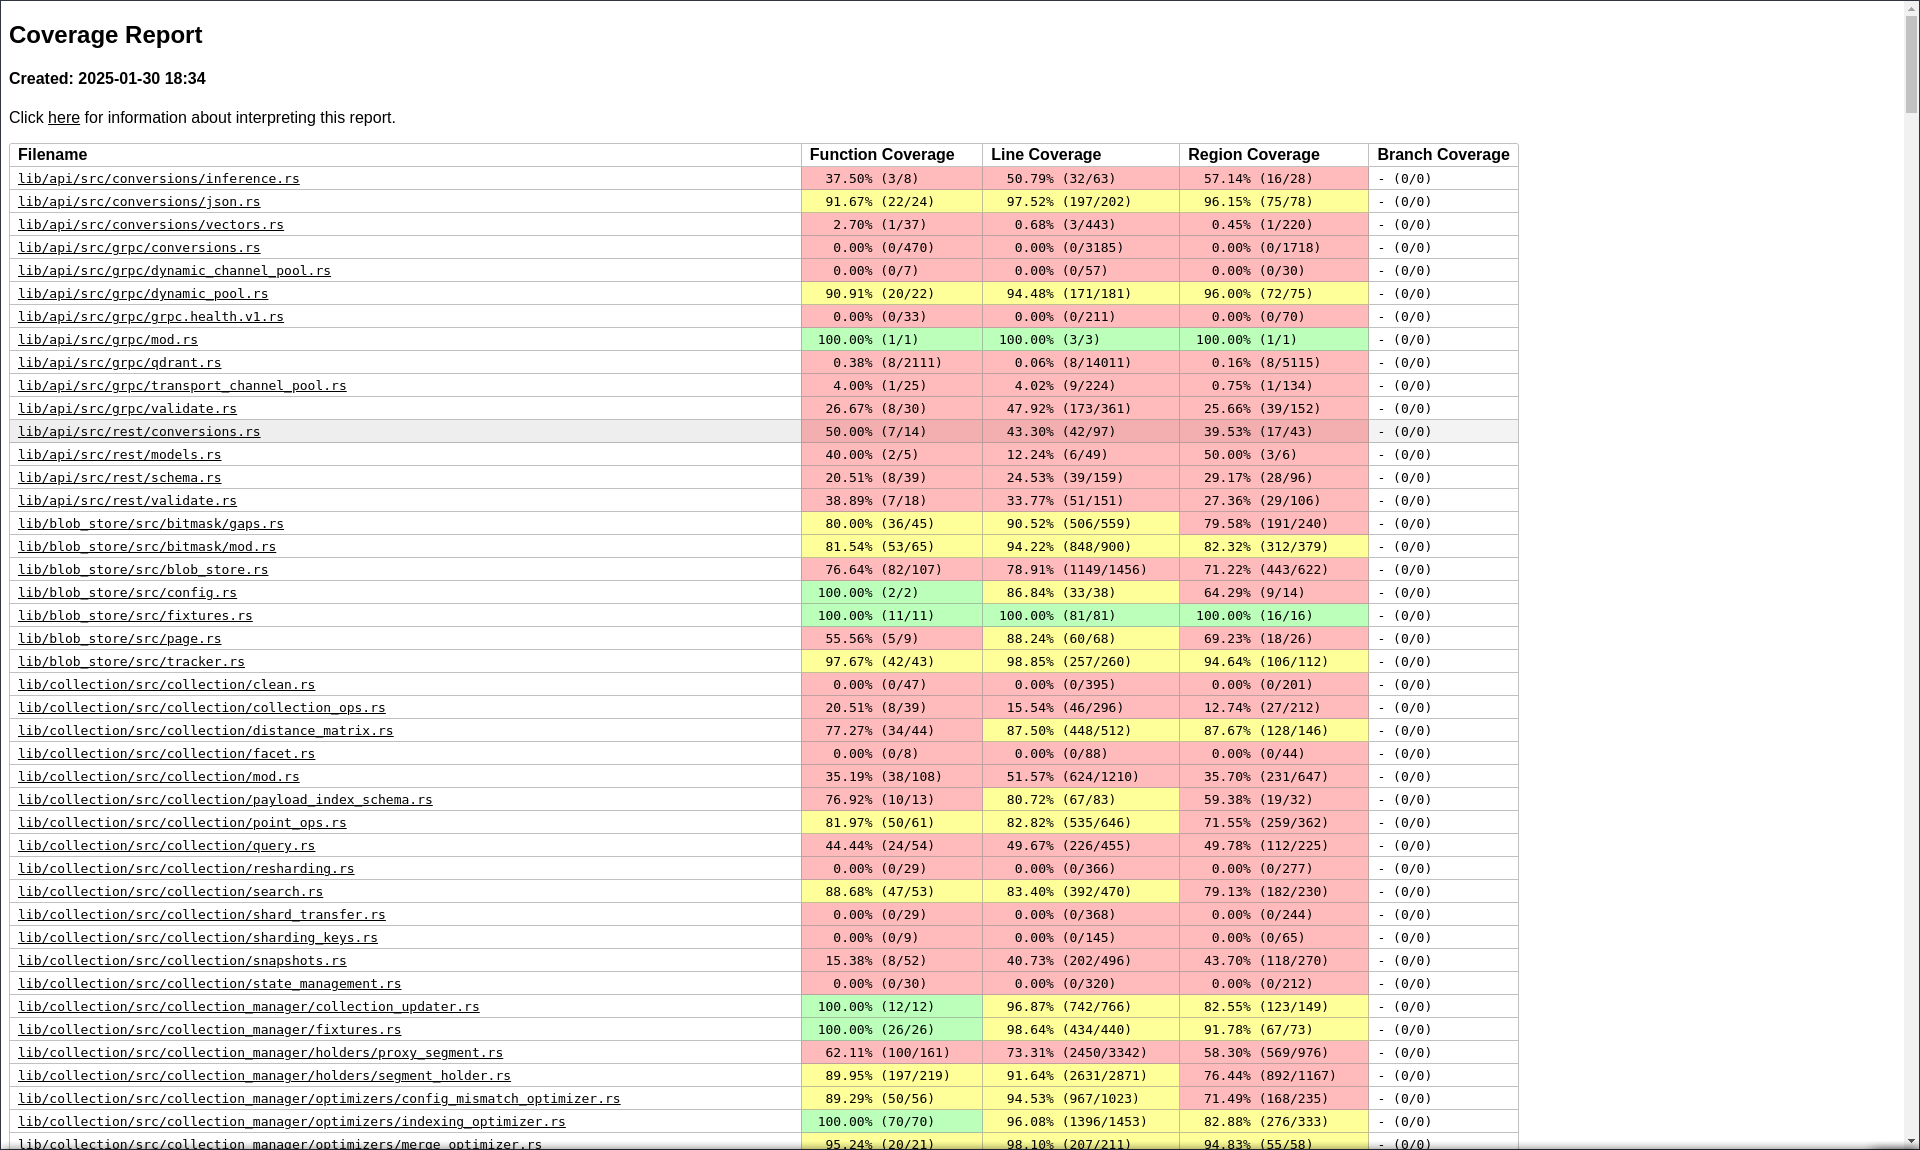 Coverage Report
Created: 2025-01-30 18:34
Click here for information about interpreting this report.
Filename Function Coverage Line Coverage Region Coverage Branch Coverage
lib/api/src/conversions/inference.rs 37.50% (3/8) 50.79% (32/63) 57.14% (16/28) - (0/0)
lib/api/src/conversions/json.rs 91.67% (22/24) 97.52% (197/202) 96.15% (75/78) - (0/0)
lib/api/src/conversions/vectors.rs 2.70% (1/37) 0.68% (3/443) 0.45% (1/220) - (0/0)
lib/api/src/grpc/conversions.rs 0.00% (0/470) 0.00% (0/3185) 0.00% (0/1718) - (0/0)
lib/api/src/grpc/dynamic_channel_pool.rs 0.00% (0/7) 0.00% (0/57) 0.00% (0/30) - (0/0)
lib/api/src/grpc/dynamic_pool.rs 90.91% (20/22) 94.48% (171/181) 96.00% (72/75) - (0/0)
lib/api/src/grpc/grpc.health.v1.rs 0.00% (0/33) 0.00% (0/211) 0.00% (0/70) - (0/0)
lib/api/src/grpc/mod.rs 100.00% (1/1) 100.00% (3/3) 100.00% (1/1) - (0/0)
lib/api/src/grpc/qdrant.rs 0.38% (8/2111) 0.06% (8/14011) 0.16% (8/5115) - (0/0)
lib/api/src/grpc/transport_channel_pool.rs 4.00% (1/25) 4.02% (9/224) 0.75% (1/134) - (0/0)
lib/api/src/grpc/validate.rs 26.67% (8/30) 47.92% (173/361) 25.66% (39/152) - (0/0)
lib/api/src/rest/conversions.rs 50.00% (7/14) 43.30% (42/97) 39.53% (17/43) - (0/0)
lib/api/src/rest/models.rs 40.00% (2/5) 12.24% (6/49) 50.00% (3/6) - (0/0)
lib/api/src/rest/schema.rs 20.51% (8/39) 24.53% (39/159) 29.17% (28/96) - (0/0)
lib/api/src/rest/validate.rs 38.89% (7/18) 33.77% (51/151) 27.36% (29/106) - (0/0)
lib/blob_store/src/bitmask/gaps.rs 80.00% (36/45) 90.52% (506/559) 79.58% (191/240) - (0/0)
lib/blob_store/src/bitmask/mod.rs 81.54% (53/65) 94.22% (848/900) 82.32% (312/379) - (0/0)
lib/blob_store/src/blob_store.rs 76.64% (82/107) 78.91% (1149/1456) 71.22% (443/622) - (0/0)
lib/blob_store/src/config.rs 100.00% (2/2) 86.84% (33/38) 64.29% (9/14) - (0/0)
lib/blob_store/src/fixtures.rs 100.00% (11/11) 100.00% (81/81) 100.00% (16/16) - (0/0)
lib/blob_store/src/page.rs 55.56% (5/9) 88.24% (60/68) 69.23% (18/26) - (0/0)
lib/blob_store/src/tracker.rs 97.67% (42/43) 98.85% (257/260) 94.64% (106/112) - (0/0)
lib/collection/src/collection/clean.rs 0.00% (0/47) 0.00% (0/395) 0.00% (0/201) - (0/0)
lib/collection/src/collection/collection_ops.rs 20.51% (8/39) 15.54% (46/296) 12.74% (27/212) - (0/0)
lib/collection/src/collection/distance_matrix.rs 77.27% (34/44) 87.50% (448/512) 87.67% (128/146) - (0/0)
lib/collection/src/collection/facet.rs 0.00% (0/8) 0.00% (0/88) 0.00% (0/44) - (0/0)
lib/collection/src/collection/mod.rs 35.19% (38/108) 51.57% (624/1210) 35.70% (231/647) - (0/0)
lib/collection/src/collection/payload_index_schema.rs 76.92% (10/13) 80.72% (67/83) 59.38% (19/32) - (0/0)
lib/collection/src/collection/point_ops.rs 81.97% (50/61) 82.82% (535/646) 71.55% (259/362) - (0/0)
lib/collection/src/collection/query.rs 44.44% (24/54) 49.67% (226/455) 49.78% (112/225) - (0/0)
lib/collection/src/collection/resharding.rs 0.00% (0/29) 0.00% (0/366) 0.00% (0/277) - (0/0)
lib/collection/src/collection/search.rs 88.68% (47/53) 83.40% (392/470) 79.13% (182/230) - (0/0)
lib/collection/src/collection/shard_transfer.rs 0.00% (0/29) 0.00% (0/368) 0.00% (0/244) - (0/0)
lib/collection/src/collection/sharding_keys.rs 0.00% (0/9) 0.00% (0/145) 0.00% (0/65) - (0/0)
lib/collection/src/collection/snapshots.rs 15.38% (8/52) 40.73% (202/496) 43.70% (118/270) - (0/0)
lib/collection/src/collection/state_management.rs 0.00% (0/30) 0.00% (0/320) 0.00% (0/212) - (0/0)
lib/collection/src/collection_manager/collection_updater.rs 100.00% (12/12) 96.87% (742/766) 82.55% (123/149) - (0/0)
lib/collection/src/collection_manager/fixtures.rs 100.00% (26/26) 98.64% (434/440) 91.78% (67/73) - (0/0)
lib/collection/src/collection_manager/holders/proxy_segment.rs 62.11% (100/161) 73.31% (2450/3342) 58.30% (569/976) - (0/0)
lib/collection/src/collection_manager/holders/segment_holder.rs 89.95% (197/219) 91.64% (2631/2871) 76.44% (892/1167) - (0/0)
lib/collection/src/collection_manager/optimizers/config_mismatch_optimizer.rs 89.29% (50/56) 94.53% (967/1023) 71.49% (168/235) - (0/0)
lib/collection/src/collection_manager/optimizers/indexing_optimizer.rs 100.00% (70/70) 96.08% (1396/1453) 82.88% (276/333) - (0/0)
lib/collection/src/collection_manager/optimizers/merge_optimizer.rs 95.24% (20/21) 98.10% (207/211) 94.83% (55/58) - (0/0)